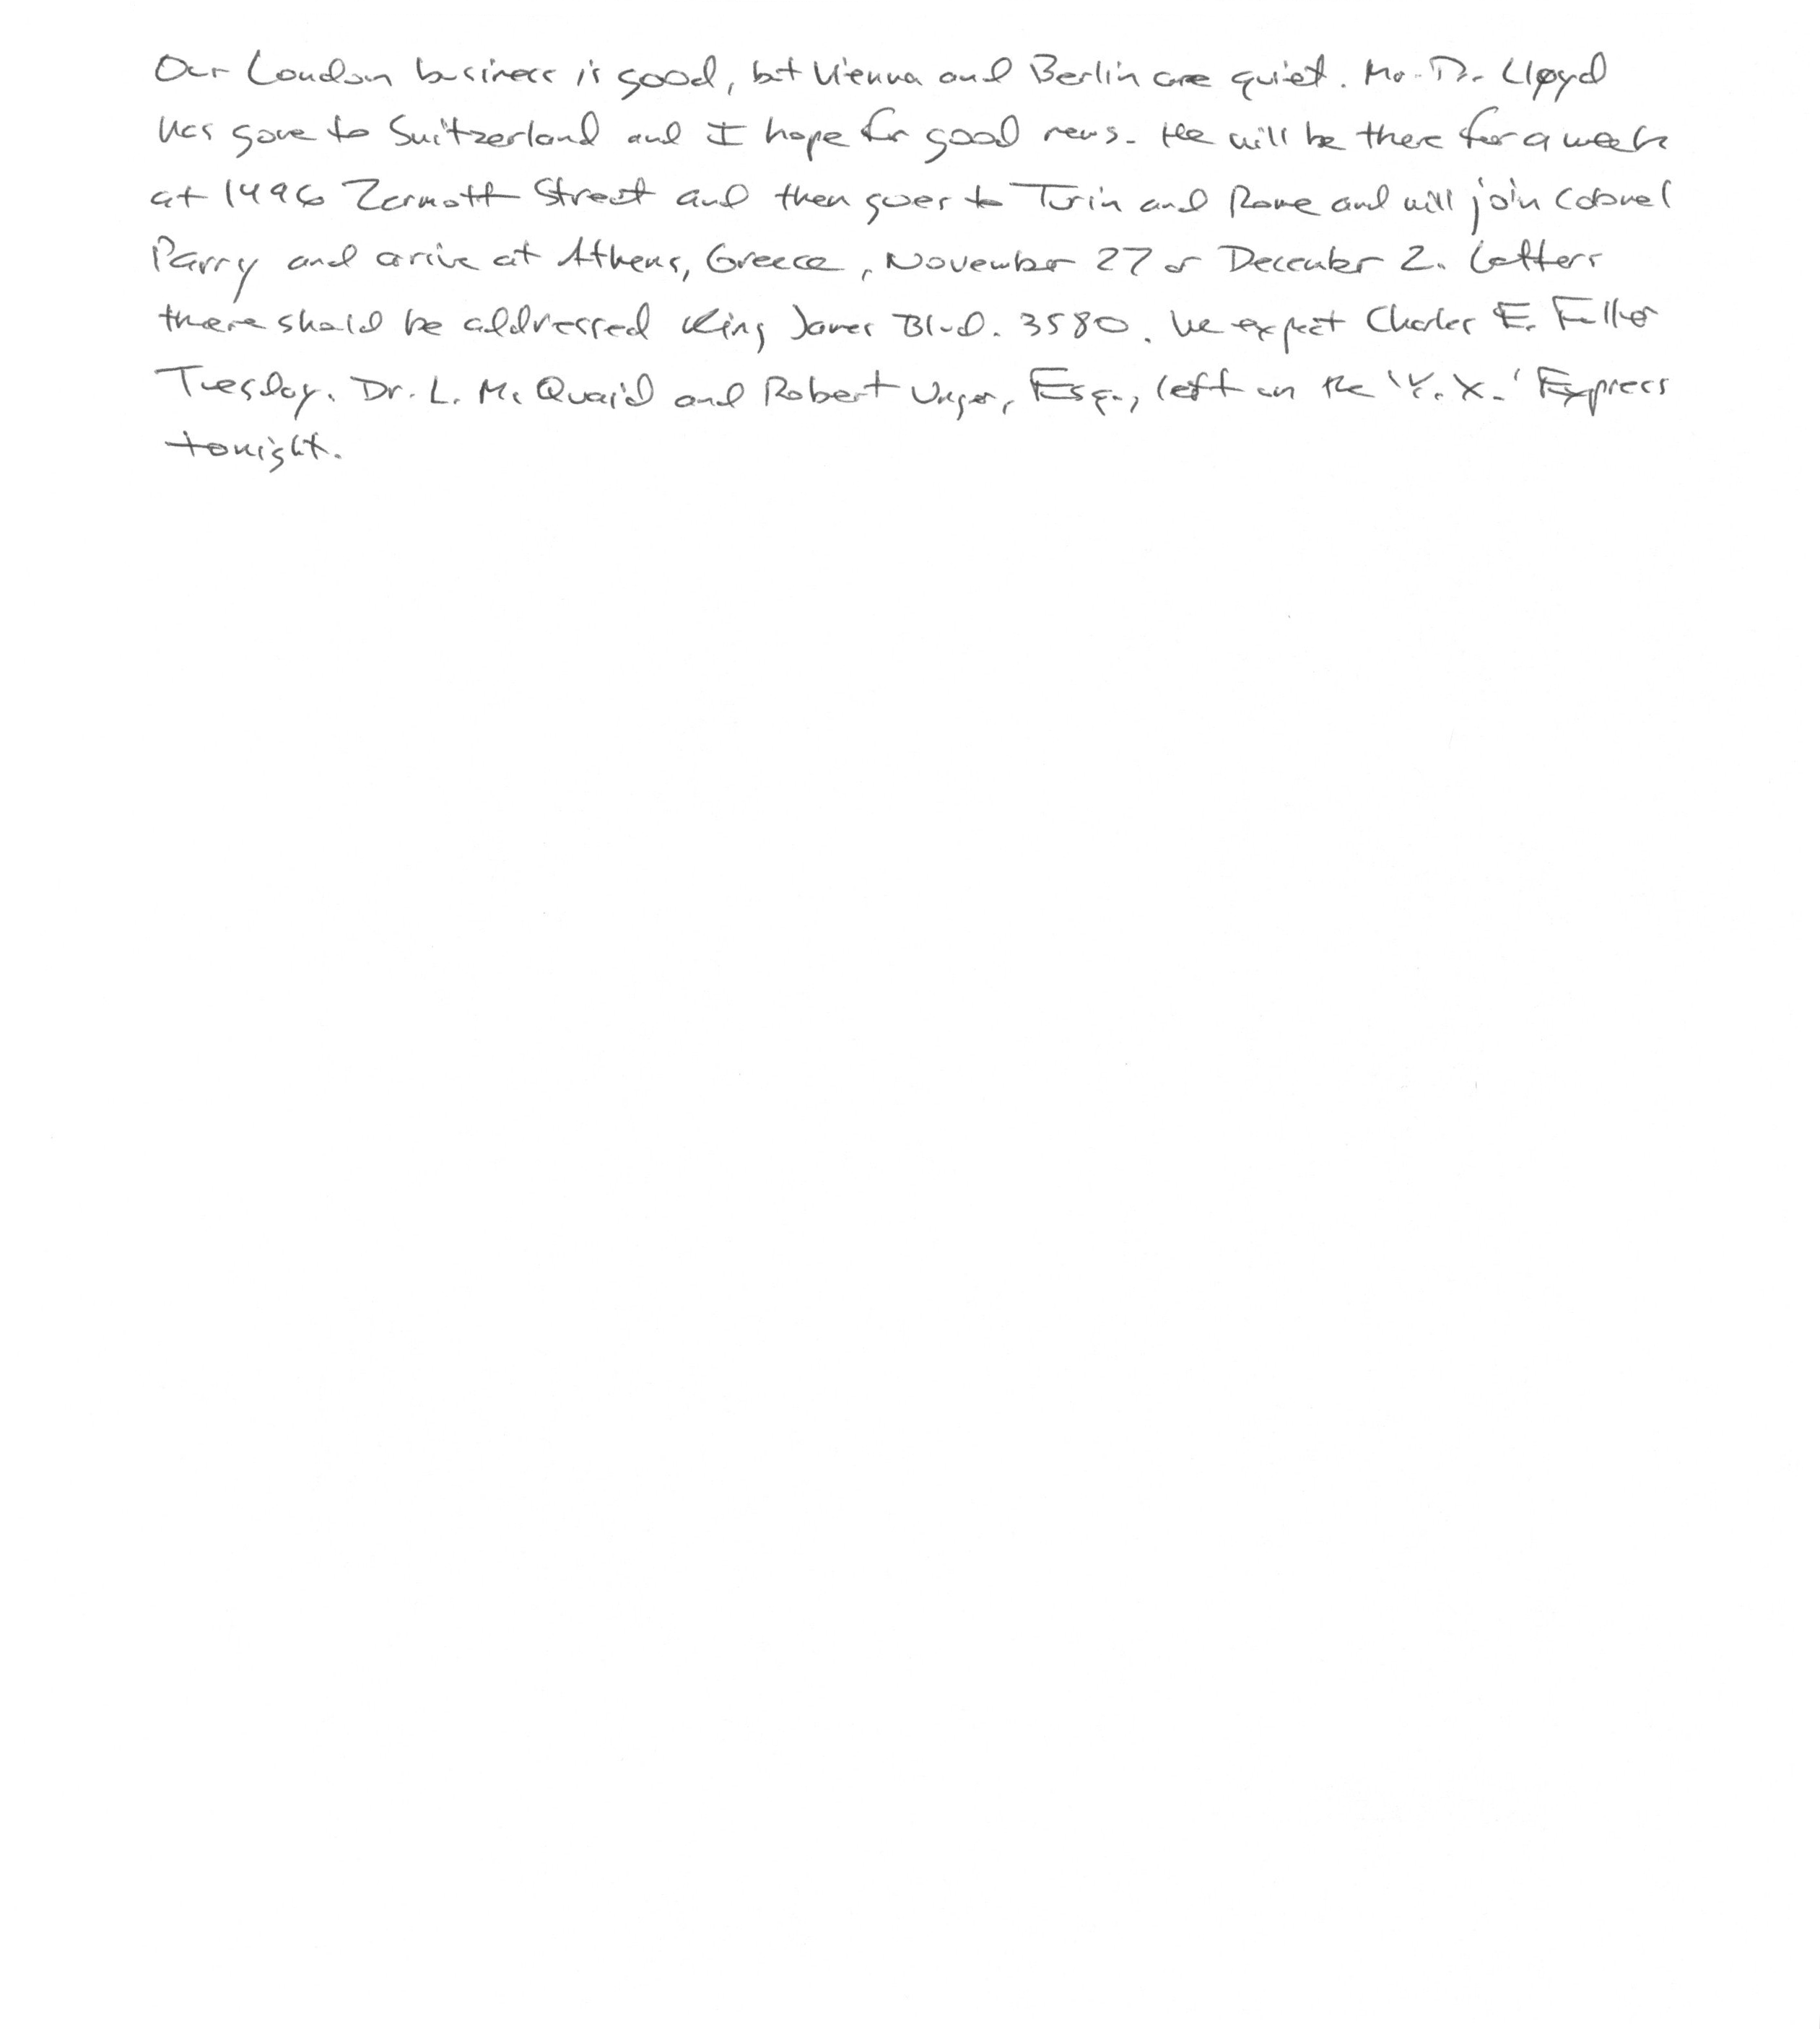 Our London business is good, but Vienna and Berlin are quiet. Mr. D. Lloyd
has gone to Switzerland and I hope for good news. He will be there for a week
at 1496 Zermott Street and then goes to Turin and Rome and will join Colonel
Parry and arrive at Athens, Greece, November 27 or December 2. Letters
there should be addressed King James Blvd. 3580. We expect Charles E. Fuller
Tuesday. Dr. L. Mc Quaid and Robert Unger, Esq., left on the 'Y. X.' Express
tonight.